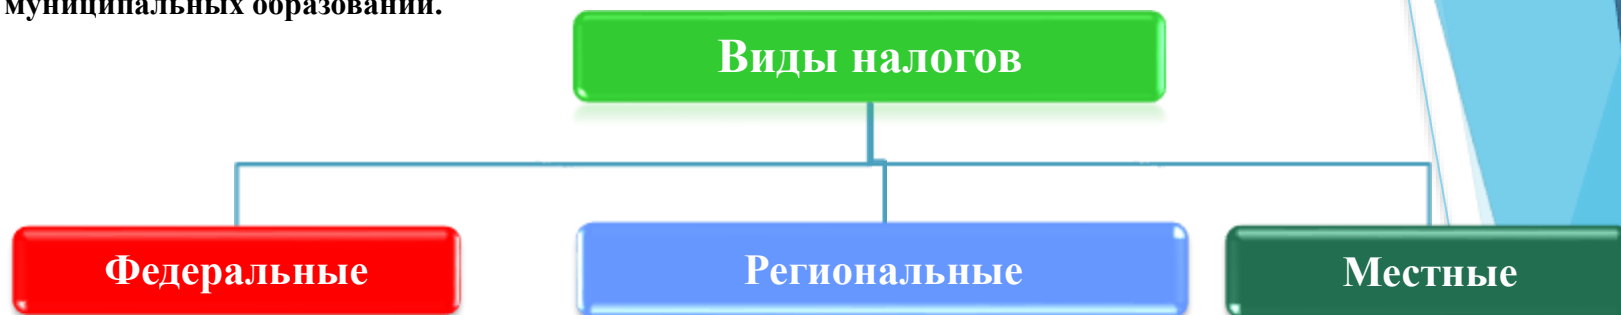 муниципальных образований.
Виды налогов
Федеральные
Региональные
Местные